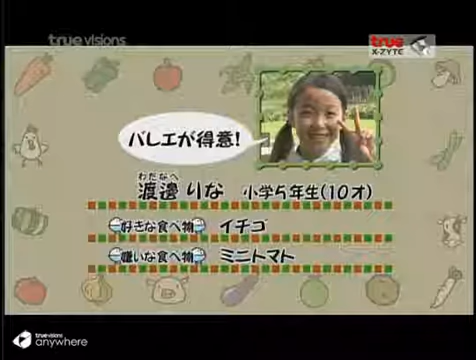 truevisions
true
X-ZYTE
バレエが得意!
わたなべ
渡邉 りな 小学5年生(10才)
好きな食べ物 イチゴ
嫌いな食べ物 ミニトマト
truevisions
anywhere